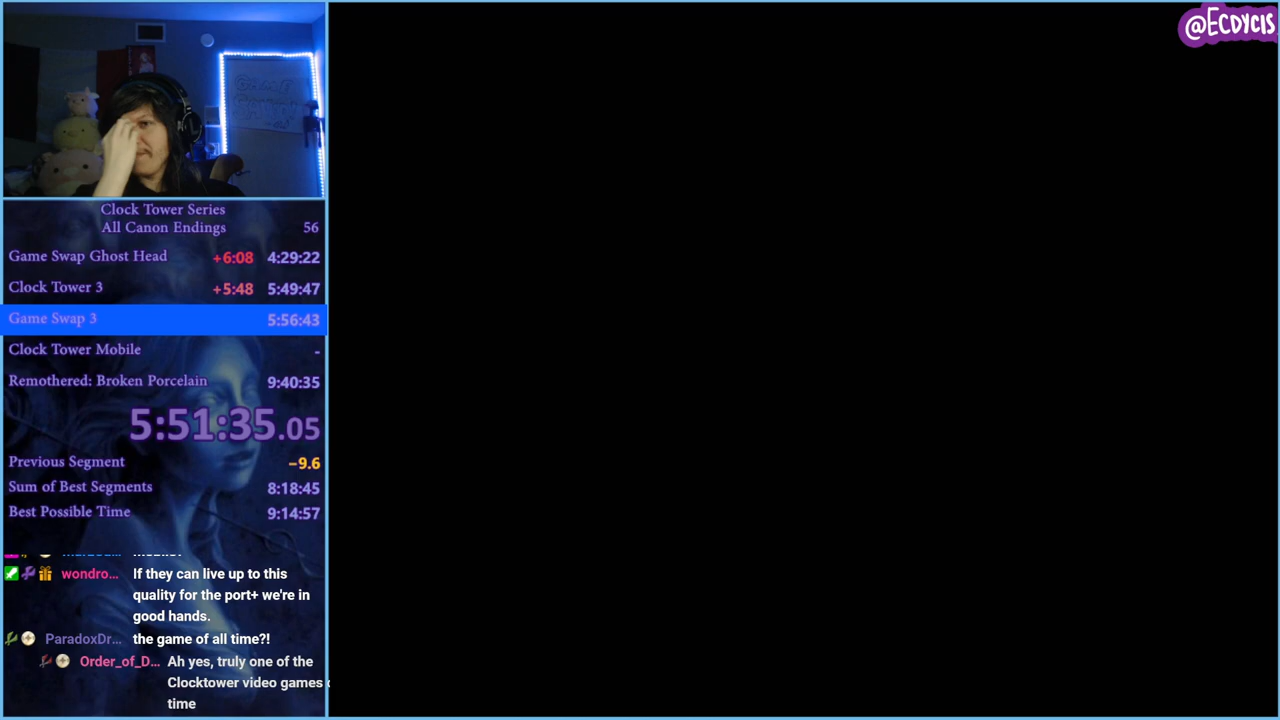 @ECDYCIS
GAME
Clock Tower Series
All Canon Endings 56
Game Swap Ghost Head +6:08 4:29:22
Clock Tower 3 +5:48 5:49:47
Game Swap 3 5:56:43
Clock Tower Mobile -
Remothered: Broken Porcelain 9:40:35
5:51:35.05
Previous Segment -9.6
Sum of Best Segments 8:18:45
Best Possible Time 9:14:57
wondro... If they can live up to this
quality for the port+ we're in
good hands.
ParadoxDr... the game of all time?!
Order_of_D... Ah yes, truly one of the
Clocktower video games
time